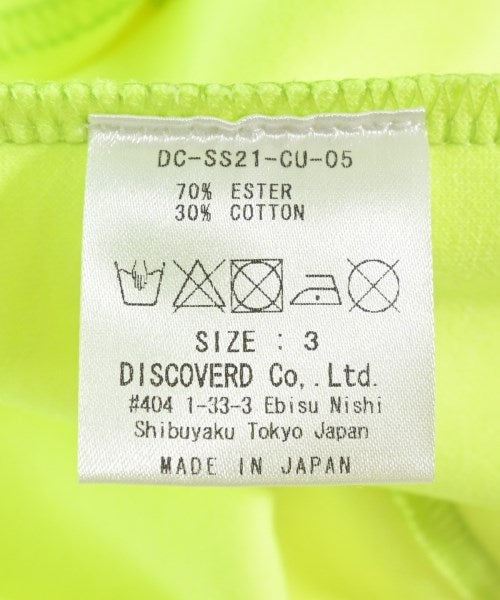 DC-SS21-CU-05
70% ESTER
30% COTTON
SIZE : 3
DISCOVERD Co,.Ltd.
#404 1-33-3 Ebisu Nishi
Shibuyaku Tokyo Japan
MADE IN JAPAN